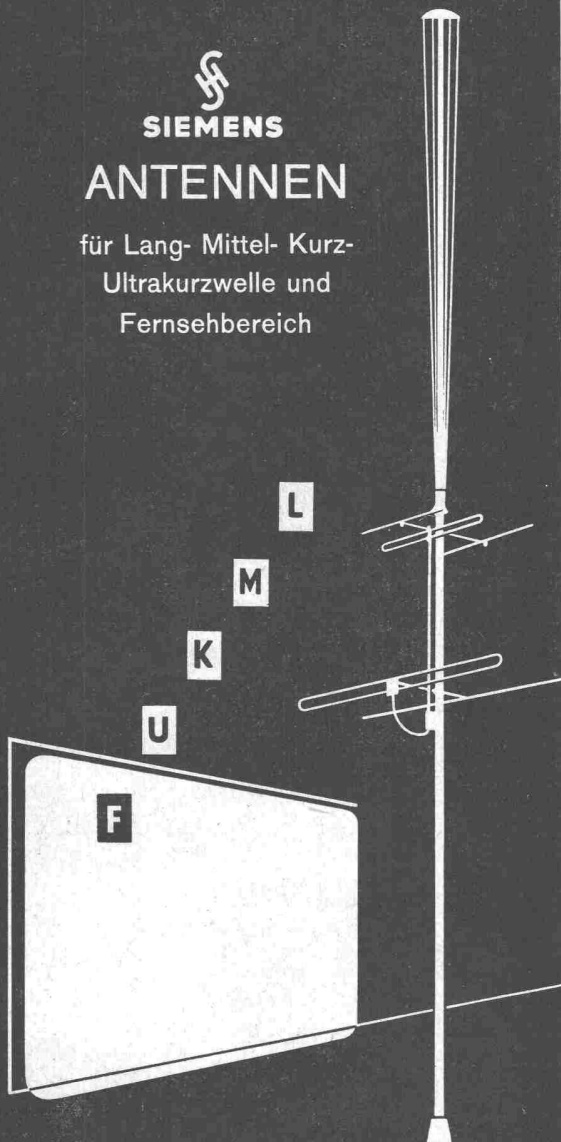 SIEMENS
ANTENNEN
für Lang- Mittel- Kurz-
Ultrakurzwelle und
Fernsehbereich
L
M
K
U
F